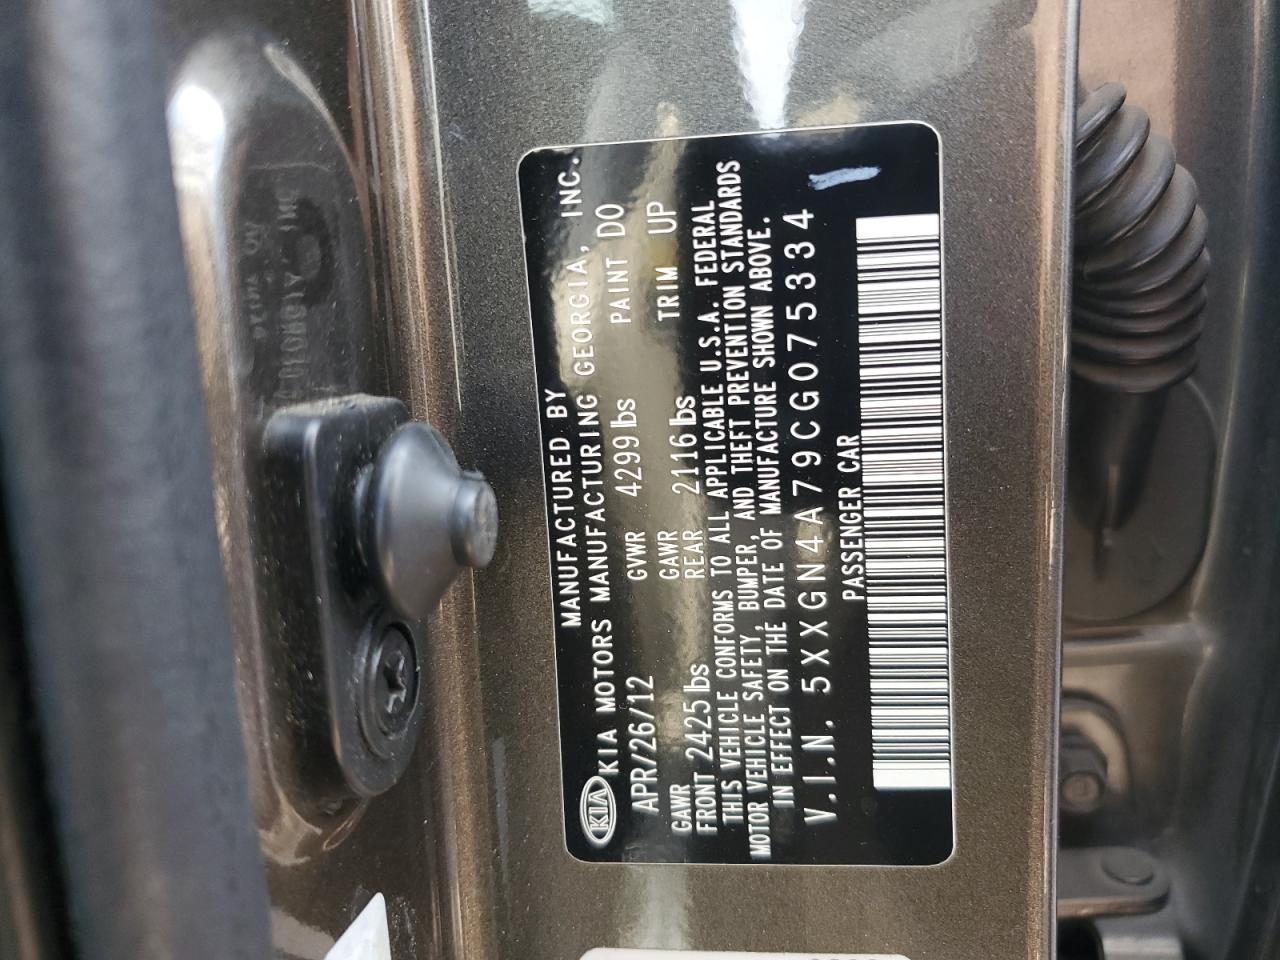 MANUFACTURED BY
KIA KIA MOTORS MANUFACTURING GEORGIA, INC.
APR/26/12 GVWR 4299 lbs PAINT DO
GAWR FRONT 2425 lbs GAWR REAR 2116 lbs TRIM UP
THIS VEHICLE CONFORMS TO ALL APPLICABLE U.S.A. FEDERAL
MOTOR VEHICLE SAFETY, BUMPER, AND THEFT PREVENTION STANDARDS
IN EFFECT ON THE DATE OF MANUFACTURE SHOWN ABOVE.
V.I.N. 5XXGN4A79CG075334
PASSENGER CAR